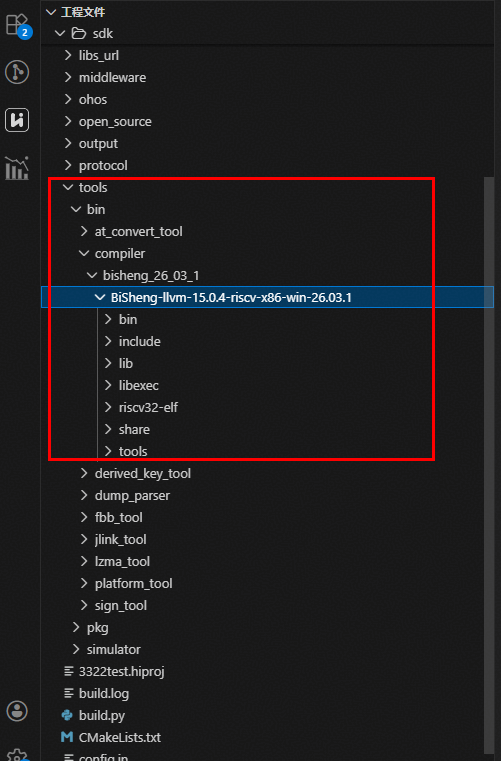 工程文件
sdk
libs_url
middleware
ohos
open_source
output
protocol
tools
bin
at_convert_tool
compiler
bisheng_26_03_1
BiSheng-llvm-15.0.4-riscv-x86-win-26.03.1
bin
include
lib
libexec
riscv32-elf
share
tools
derived_key_tool
dump_parser
fbb_tool
jlink_tool
lzma_tool
platform_tool
sign_tool
pkg
simulator
3322test.hiproj
build.log
build.py
CMakeLists.txt
config.in
2